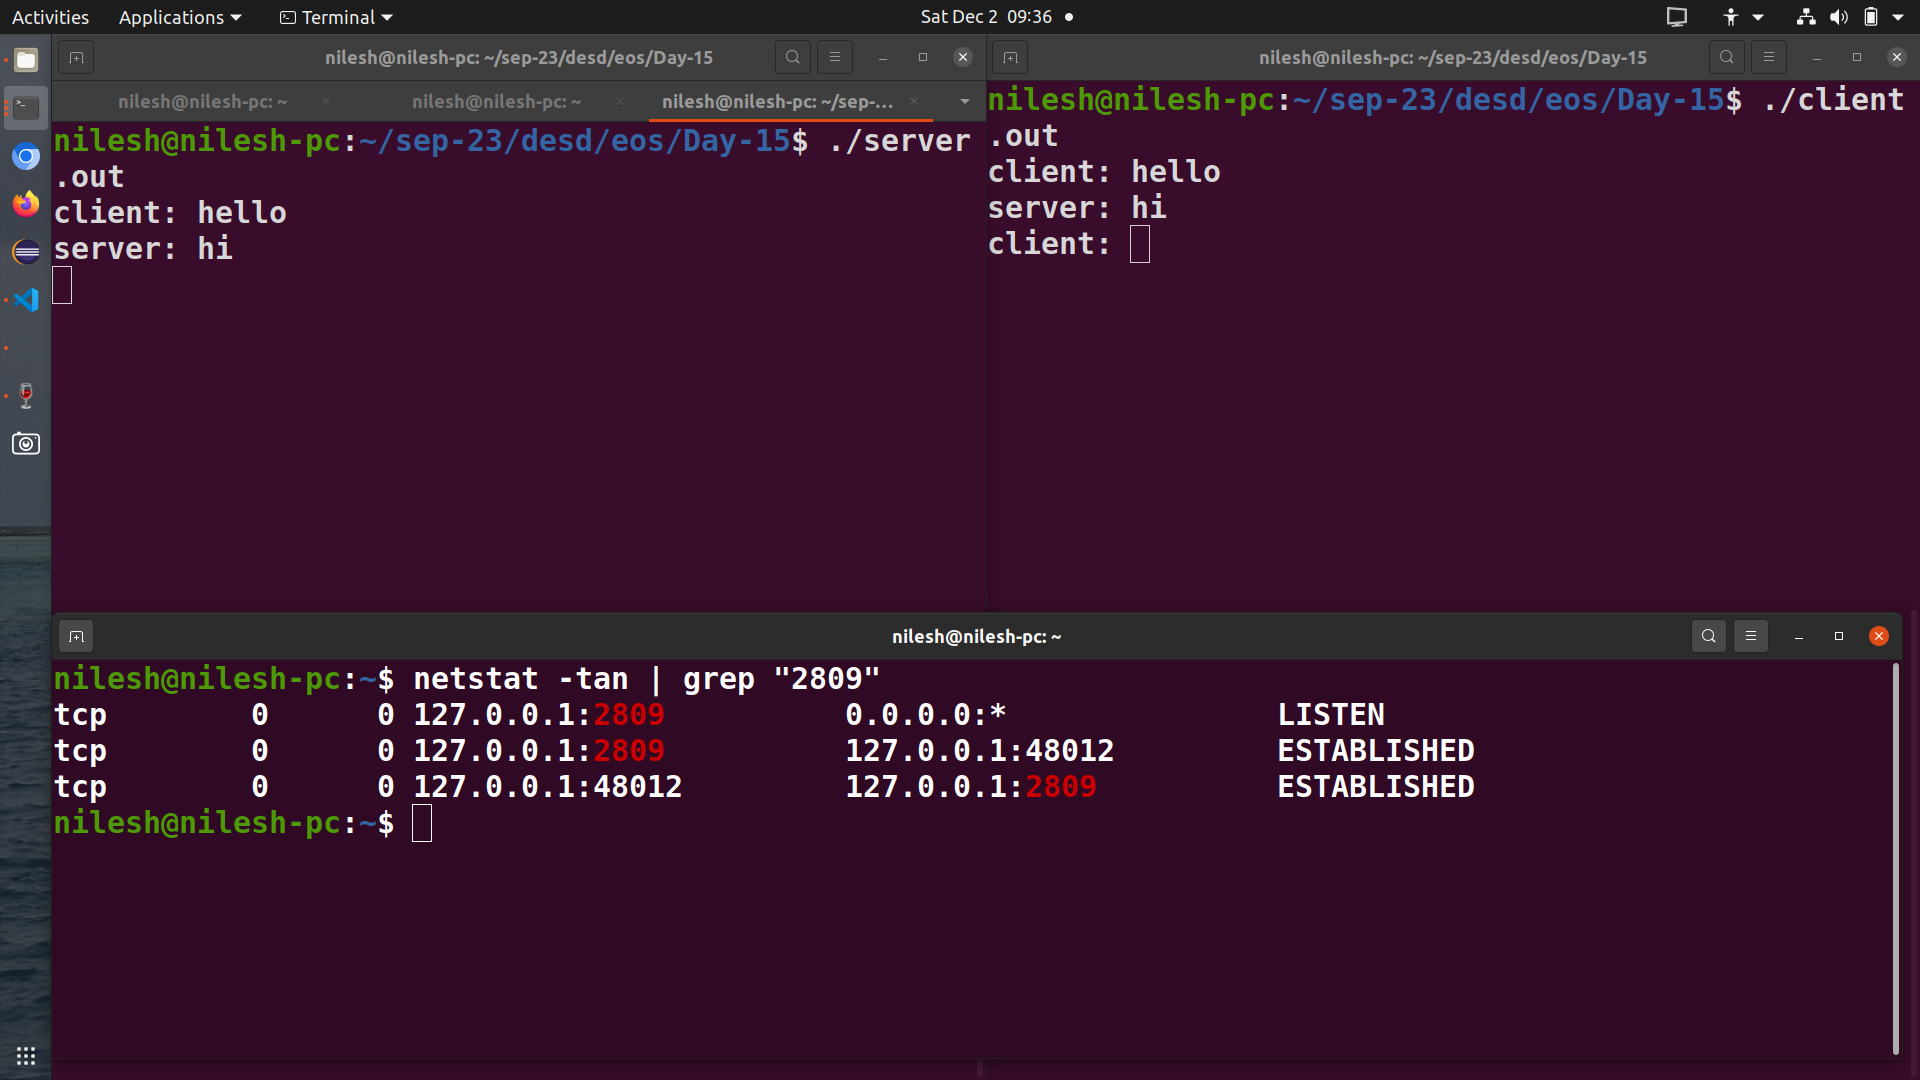 Activities Applications Terminal Sat Dec 2 09:36
nilesh@nilesh-pc: ~/sep-23/desd/eos/Day-15
nilesh@nilesh-pc: ~ nilesh@nilesh-pc: ~ nilesh@nilesh-pc: ~/sep-...
nilesh@nilesh-pc:~/sep-23/desd/eos/Day-15$ ./server
.out
client: hello
server: hi
nilesh@nilesh-pc: ~/sep-23/desd/eos/Day-15
nilesh@nilesh-pc:~/sep-23/desd/eos/Day-15$ ./client
.out
client: hello
server: hi
client:
nilesh@nilesh-pc: ~
nilesh@nilesh-pc:~$ netstat -tan | grep "2809"
tcp 0 0 127.0.0.1:2809 0.0.0.0:* LISTEN
tcp 0 0 127.0.0.1:2809 127.0.0.1:48012 ESTABLISHED
tcp 0 0 127.0.0.1:48012 127.0.0.1:2809 ESTABLISHED
nilesh@nilesh-pc:~$